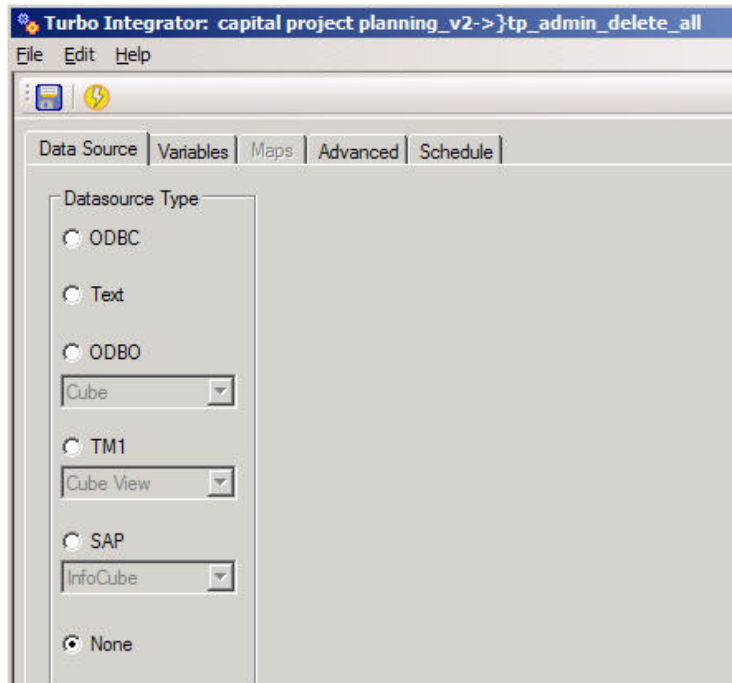 Turbo Integrator: capital project planning_v2->}tp_admin_delete_all
File Edit Help
Data Source Variables Maps Advanced Schedule
Datasource Type
ODBC
Text
ODBO
Cube
TM1
Cube View
SAP
InfoCube
None